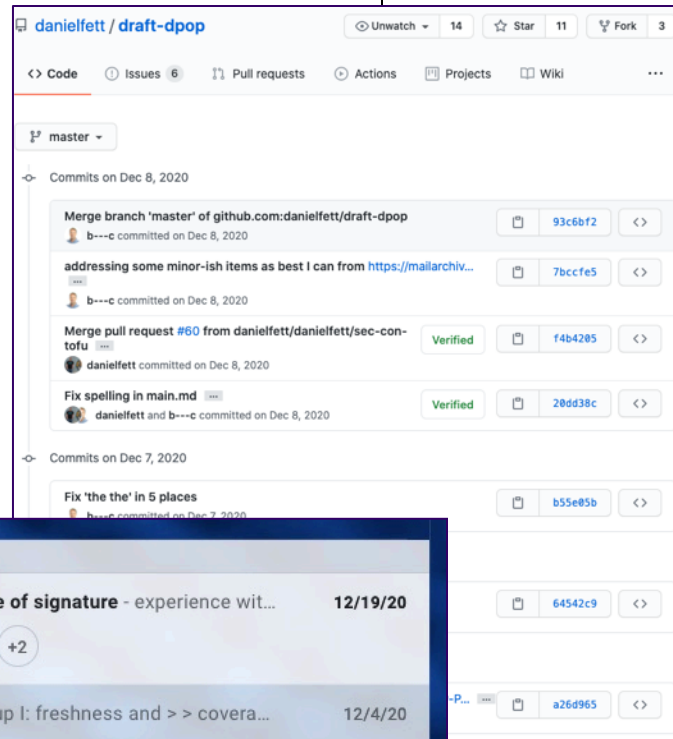 danielfett / draft-dpop
Unwatch 14 Star 11 Fork 3
Code Issues 6 Pull requests Actions Projects Wiki ...
master
Commits on Dec 8, 2020
Merge branch 'master' of github.com:danielfett/draft-dpop
93c6bf2
b---c committed on Dec 8, 2020
addressing some minor-ish items as best I can from https://mailarchiv...
7bccfe5
...
b---c committed on Dec 8, 2020
Merge pull request #60 from danielfett/danielfett/sec-con-
tofu ...
Verified f4b4205
danielfett committed on Dec 8, 2020
Fix spelling in main.md ...
Verified 20dd38c
danielfett and b---c committed on Dec 8, 2020
Commits on Dec 7, 2020
Fix 'the the' in 5 places
b55e05b
b---c committed on Dec 7, 2020
e of signature - experience wit... 12/19/20
64542c9
+2
-P... ... a26d965
up I: freshness and > > covera... 12/4/20